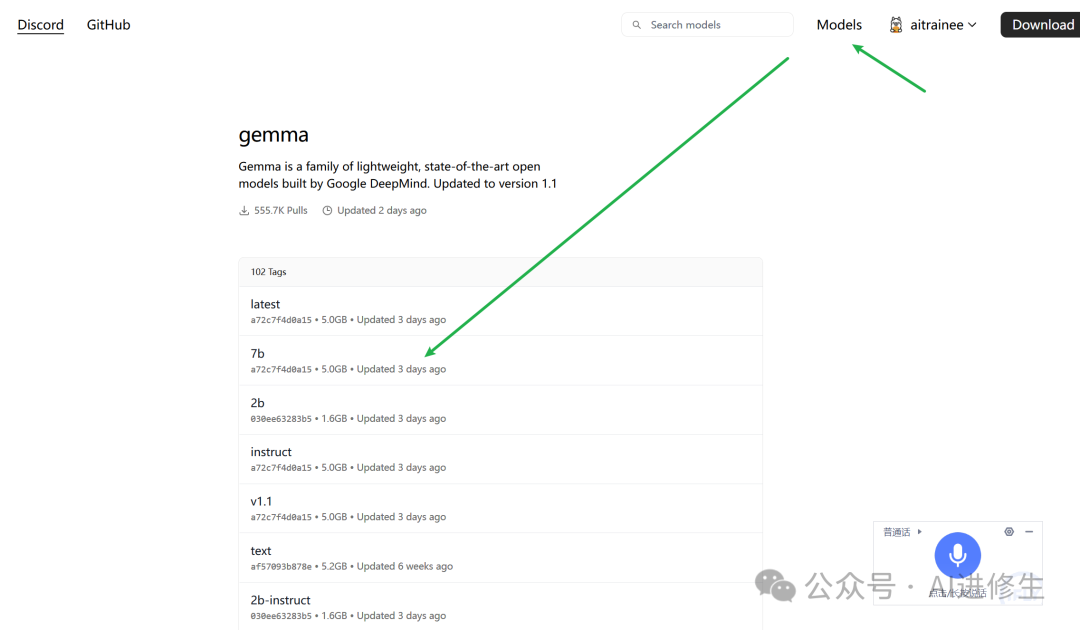 Discord GitHub Search models Models aitrainee Download
gemma
Gemma is a family of lightweight, state-of-the-art open
models built by Google DeepMind. Updated to version 1.1
555.7K Pulls Updated 2 days ago
102 Tags
latest
a72c7f4d0a15 • 5.0GB • Updated 3 days ago
7b
a72c7f4d0a15 • 5.0GB • Updated 3 days ago
2b
030ee63283b5 • 1.6GB • Updated 3 days ago
instruct
a72c7f4d0a15 • 5.0GB • Updated 3 days ago
v1.1
a72c7f4d0a15 • 5.0GB • Updated 3 days ago
text
af57093b878e • 5.2GB • Updated 6 weeks ago
2b-instruct
030ee63283b5 • 1.6GB • Updated 3 days ago
普通话
公众号 · AI进修生
点击/长按说话